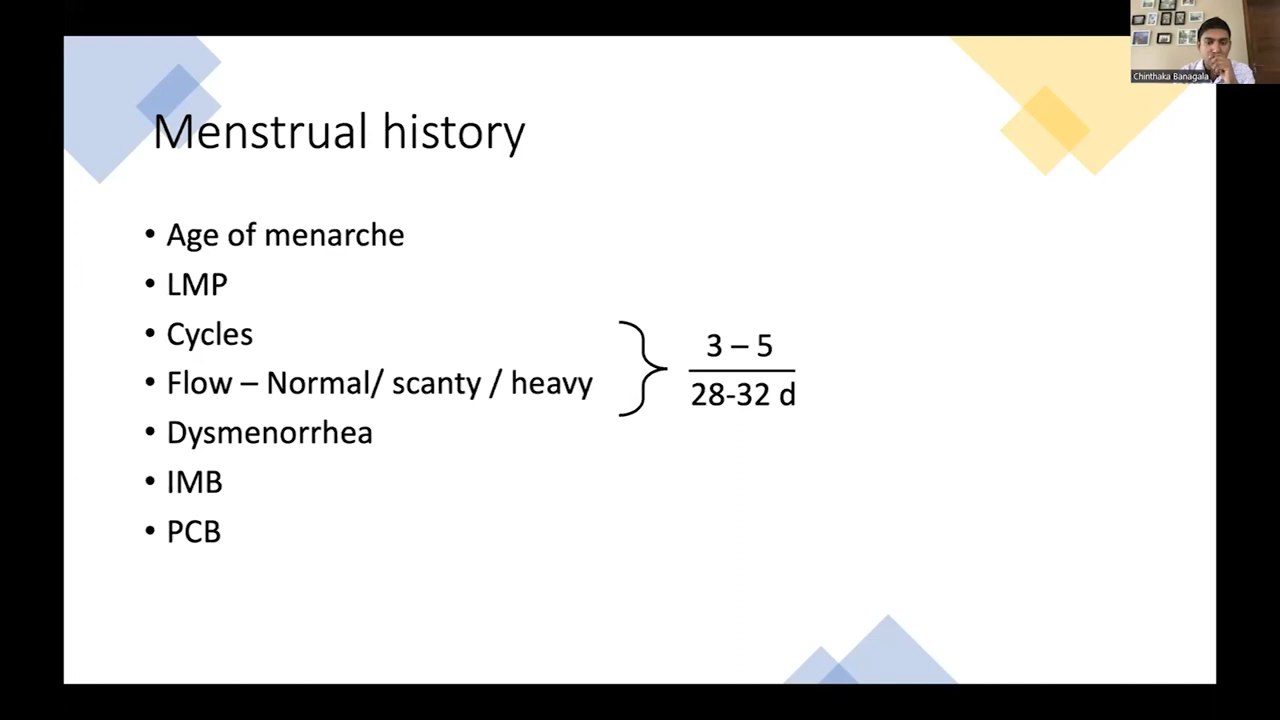 Chinthaka Banagala
Menstrual history
• Age of menarche
• LMP
• Cycles
• Flow – Normal/ scanty / heavy
3 – 5
28-32 d
• Dysmenorrhea
• IMB
• PCB